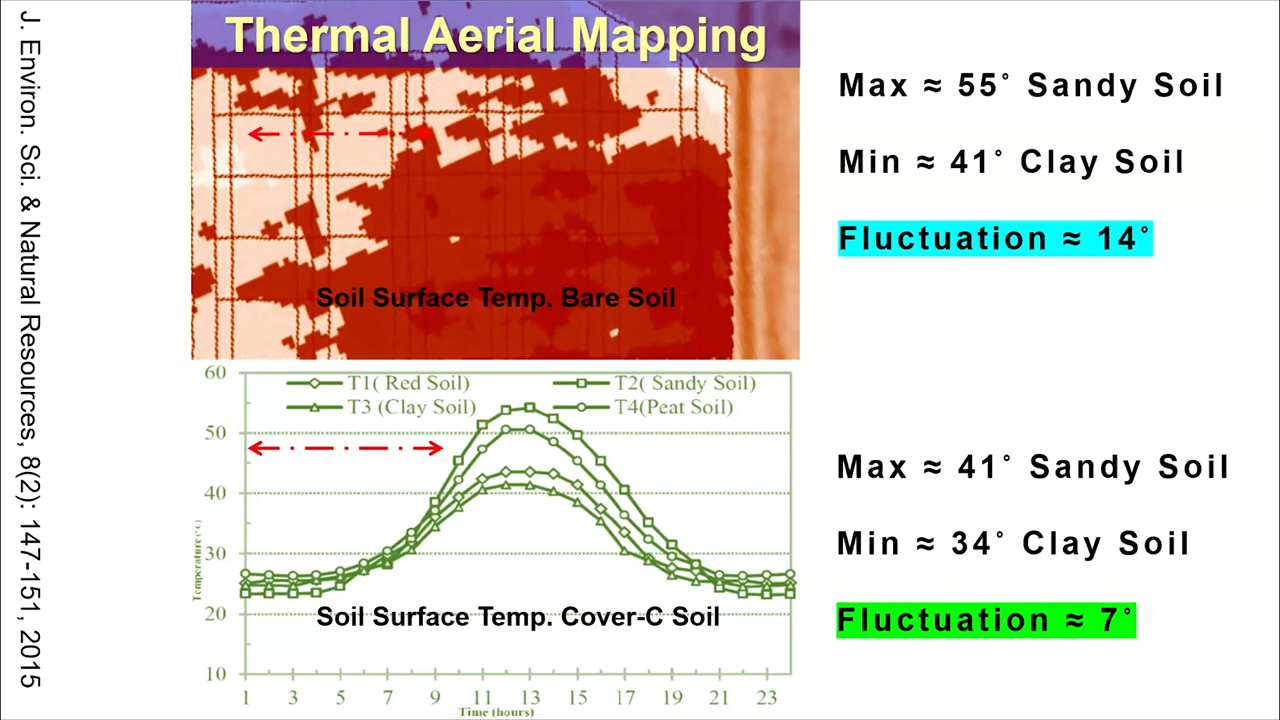 J. Environ. Sci. & Natural Resources, 8(2): 147-151, 2015
Thermal Aerial Mapping
Soil Surface Temp. Bare Soil
Max ≈ 55˚ Sandy Soil
Min ≈ 41˚ Clay Soil
Fluctuation ≈ 14˚
T1( Red Soil)
T2( Sandy Soil)
T3 (Clay Soil)
T4(Peat Soil)
60
50
40
30
20
10
Temperature (°C)
Soil Surface Temp. Cover-C Soil
1 3 5 7 9 11 13 15 17 19 21 23
Time (hours)
Max ≈ 41˚ Sandy Soil
Min ≈ 34˚ Clay Soil
Fluctuation ≈ 7˚